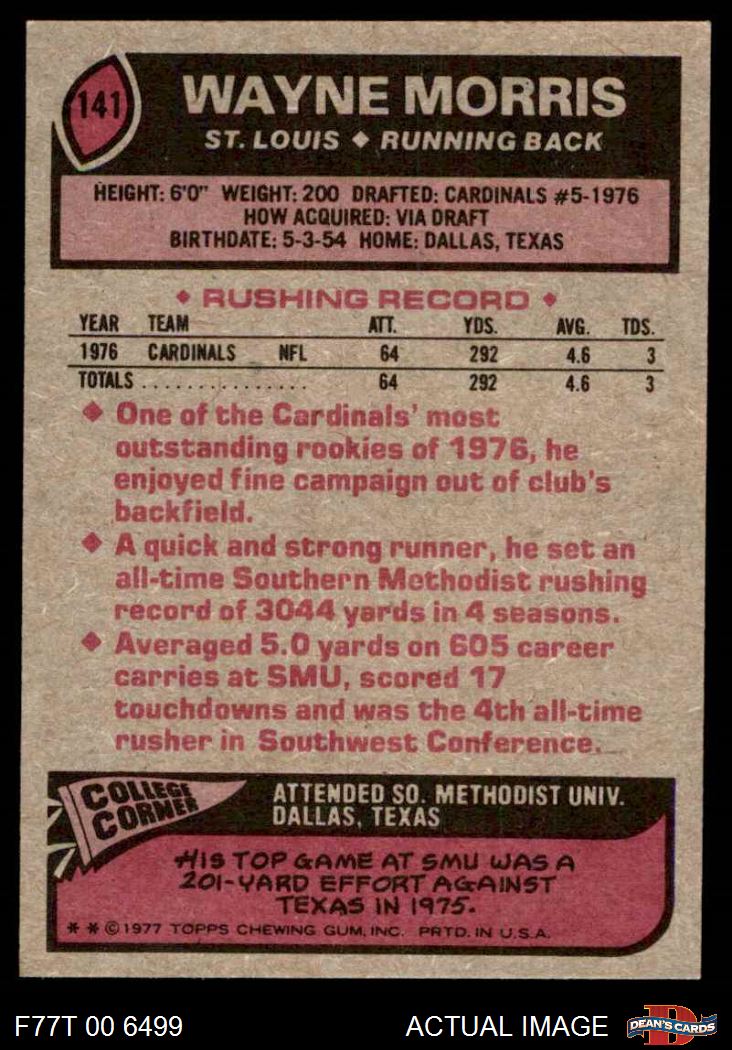 141
WAYNE MORRIS
ST. LOUIS ◆ RUNNING BACK
HEIGHT: 6'0" WEIGHT: 200 DRAFTED: CARDINALS #5-1976
HOW ACQUIRED: VIA DRAFT
BIRTHDATE: 5-3-54 HOME: DALLAS, TEXAS
◆ RUSHING RECORD ◆
YEAR TEAM ATT. YDS. AVG. TDS.
1976 CARDINALS NFL 64 292 4.6 3
TOTALS . . . . . . . . . . . . . . . 64 292 4.6 3
◆ One of the Cardinals' most
outstanding rookies of 1976, he
enjoyed fine campaign out of club's
backfield.
◆ A quick and strong runner, he set an
all-time Southern Methodist rushing
record of 3044 yards in 4 seasons.
◆ Averaged 5.0 yards on 605 career
carries at SMU, scored 17
touchdowns and was the 4th all-time
rusher in Southwest Conference.
COLLEGE
CORNER
ATTENDED SO. METHODIST UNIV.
DALLAS, TEXAS
HIS TOP GAME AT SMU WAS A
201-YARD EFFORT AGAINST
TEXAS IN 1975.
* * © 1977 TOPPS CHEWING GUM, INC. PRTD. IN U.S.A.
F77T 00 6499
ACTUAL IMAGE
D
DEAN'S CARDS